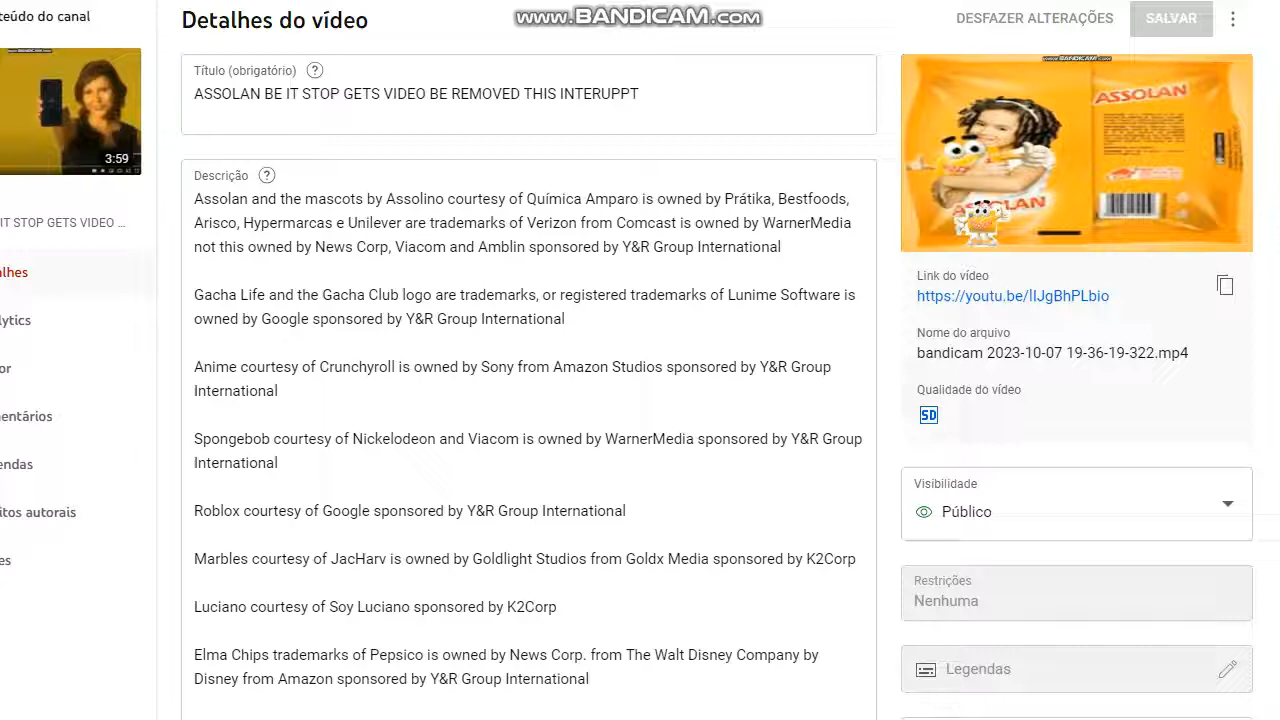 www.BANDICAM.com
teúdo do canal
Detalhes do vídeo
DESFAZER ALTERAÇÕES
SALVAR
3:59
IT STOP GETS VIDEO ...
alhes
lytics
or
nentários
endas
itos autorais
es
Título (obrigatório)
ASSOLAN BE IT STOP GETS VIDEO BE REMOVED THIS INTERUPPT
Descrição
Assolan and the mascots by Assolino courtesy of Química Amparo is owned by Prátika, Bestfoods,
Arisco, Hypermarcas e Unilever are trademarks of Verizon from Comcast is owned by WarnerMedia
not this owned by News Corp, Viacom and Amblin sponsored by Y&R Group International
Gacha Life and the Gacha Club logo are trademarks, or registered trademarks of Lunime Software is
owned by Google sponsored by Y&R Group International
Anime courtesy of Crunchyroll is owned by Sony from Amazon Studios sponsored by Y&R Group
International
Spongebob courtesy of Nickelodeon and Viacom is owned by WarnerMedia sponsored by Y&R Group
International
Roblox courtesy of Google sponsored by Y&R Group International
Marbles courtesy of JacHarv is owned by Goldlight Studios from Goldx Media sponsored by K2Corp
Luciano courtesy of Soy Luciano sponsored by K2Corp
Elma Chips trademarks of Pepsico is owned by News Corp. from The Walt Disney Company by
Disney from Amazon sponsored by Y&R Group International
www.BANDICAM.com
ASSOLAN
ASSOLAN
Link do vídeo
https://youtu.be/lIJgBhPLbio
Nome do arquivo
bandicam 2023-10-07 19-36-19-322.mp4
Qualidade do vídeo
SD
Visibilidade
Público
Restrições
Nenhuma
Legendas